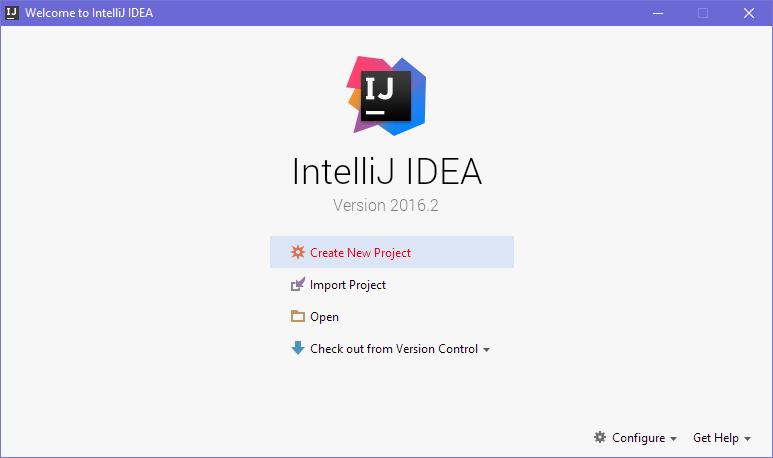 Welcome to IntelliJ IDEA
IJ
IntelliJ IDEA
Version 2016.2
Create New Project
Import Project
Open
Check out from Version Control
Configure
Get Help